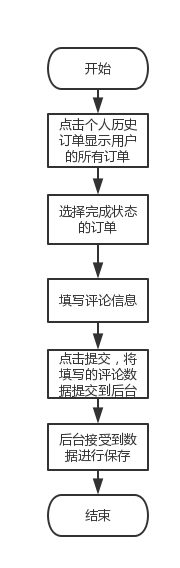 开始
点击个人历史
订单显示用户
的所有订单
选择完成状态
的订单
填写评论信息
点击提交，将
填写的评论数
据提交到后台
后台接受到数
据进行保存
结束